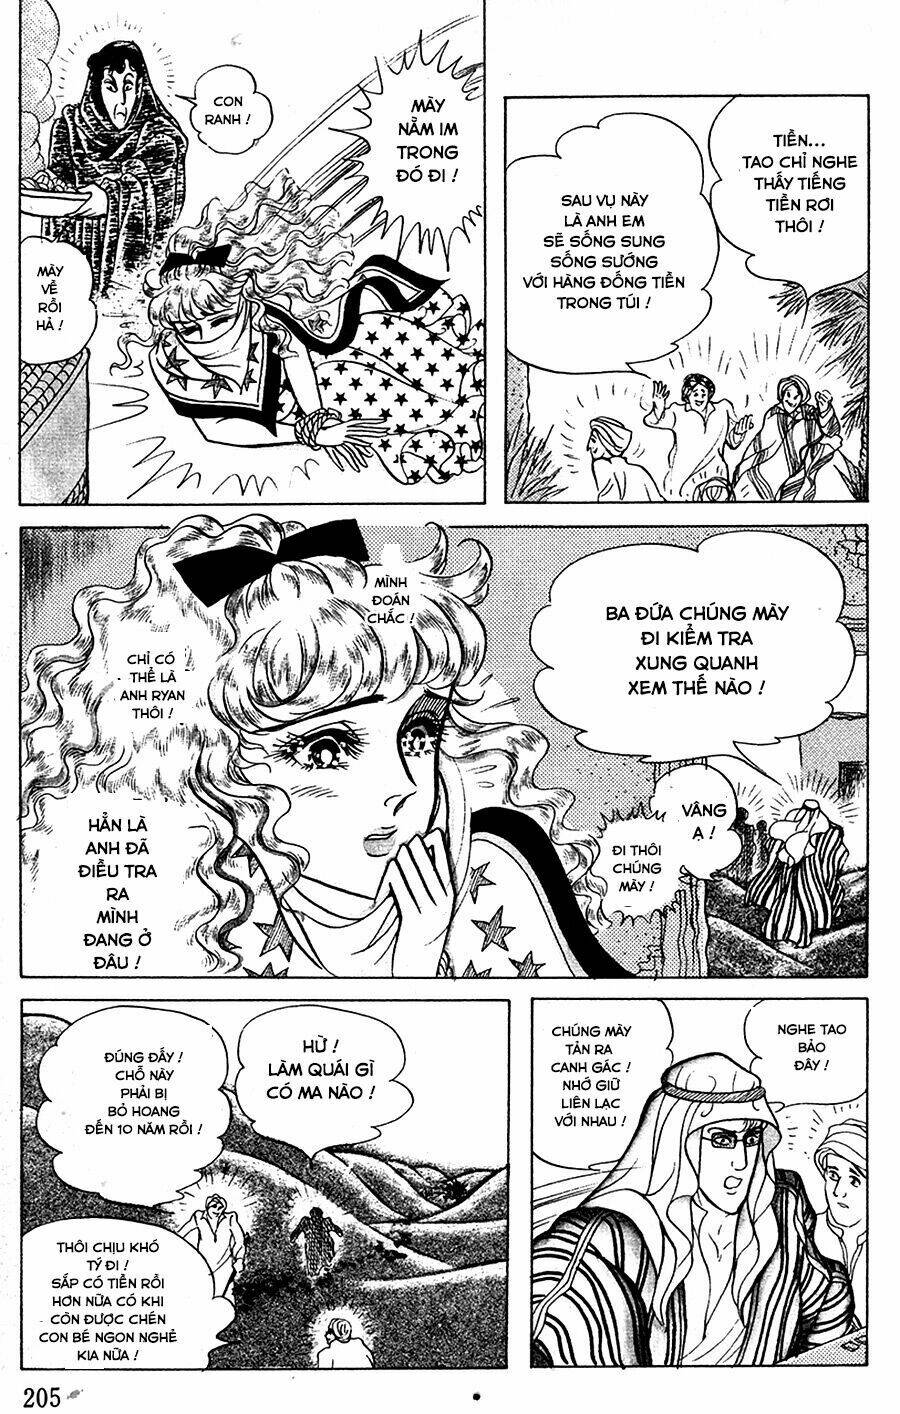 TIỀN...
TAO CHỈ NGHE
THẤY TIẾNG
TIỀN RƠI
THÔI !
SAU VỤ NÀY
LÀ ANH EM
SẼ SỐNG SUNG
SỐNG SƯỚNG
VỚI HÀNG ĐỐNG TIỀN
TRONG TÚI !
MÀY
NẰM IM
TRONG
ĐÓ ĐI !
CON
RANH !
MÀY
VỀ
RỒI
HẢ !
BA ĐỨA CHÚNG MÀY
ĐI KIỂM TRA
XUNG QUANH
XEM THẾ NÀO !
VÂNG
Ạ !
ĐI THÔI
CHÚNG
MÀY !
MÌNH
ĐOÁN
CHẮC !
CHỈ CÓ
THỂ LÀ
ANH RYAN
THÔI !
HẲN LÀ
ANH ĐÃ
ĐIỀU TRA
RA
MÌNH
ĐANG Ở
ĐÂU !
NGHE TAO
BẢO
ĐÂY !
CHÚNG MÀY
TẢN RA
CANH GÁC !
NHỚ GIỮ
LIÊN LẠC
VỚI NHAU !
HỪ !
LÀM QUÁI GÌ
CÓ MA NÀO !
ĐÚNG ĐẤY !
CHỖ NÀY
PHẢI BỊ
BỎ HOANG
ĐẾN 10 NĂM RỒI !
THÔI CHỊU KHÓ
TÝ ĐI !
SẮP CÓ TIỀN RỒI
HƠN NỮA CÓ KHI
CÒN ĐƯỢC CHÉN
CON BÉ NGON NGHẺ
KIA NỮA !
205